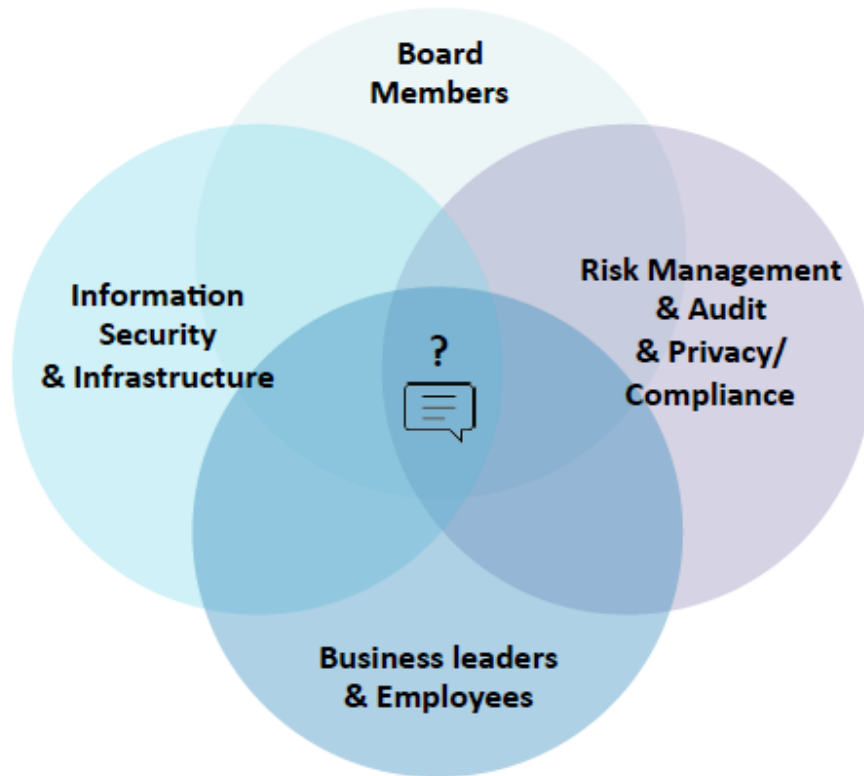 Board
Members
Information
Security
& Infrastructure
Risk Management
& Audit
& Privacy/
Compliance
?
Business leaders
& Employees